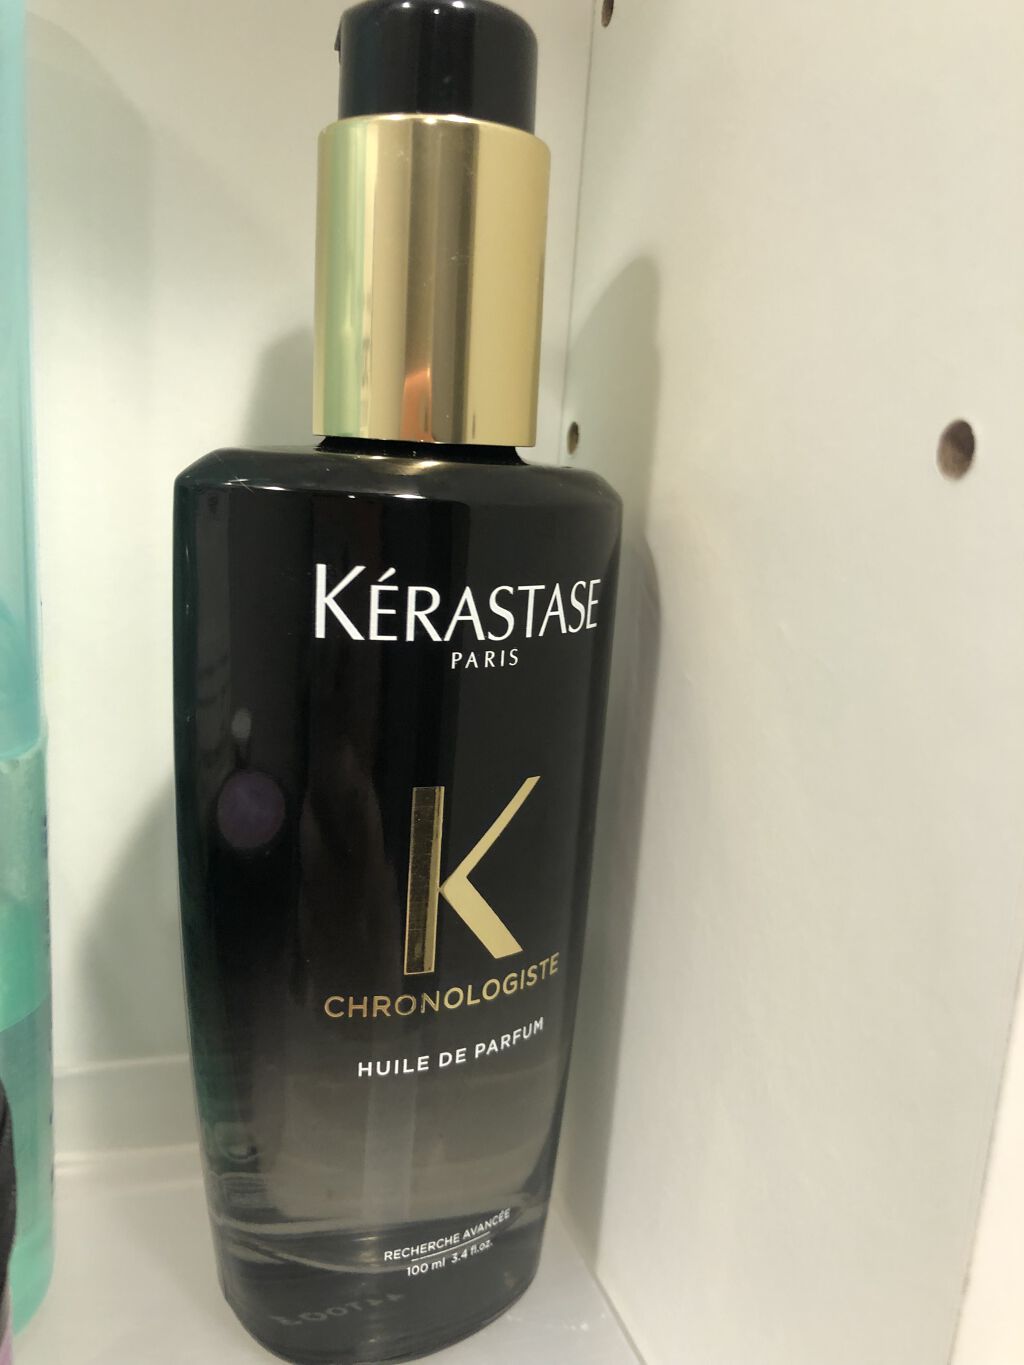 KÉRASTASE
PARIS
K
CHRONOLOGISTE
HUILE DE PARFUM
RECHERCHE AVANCÉE
100 ml 3.4 fl.oz.